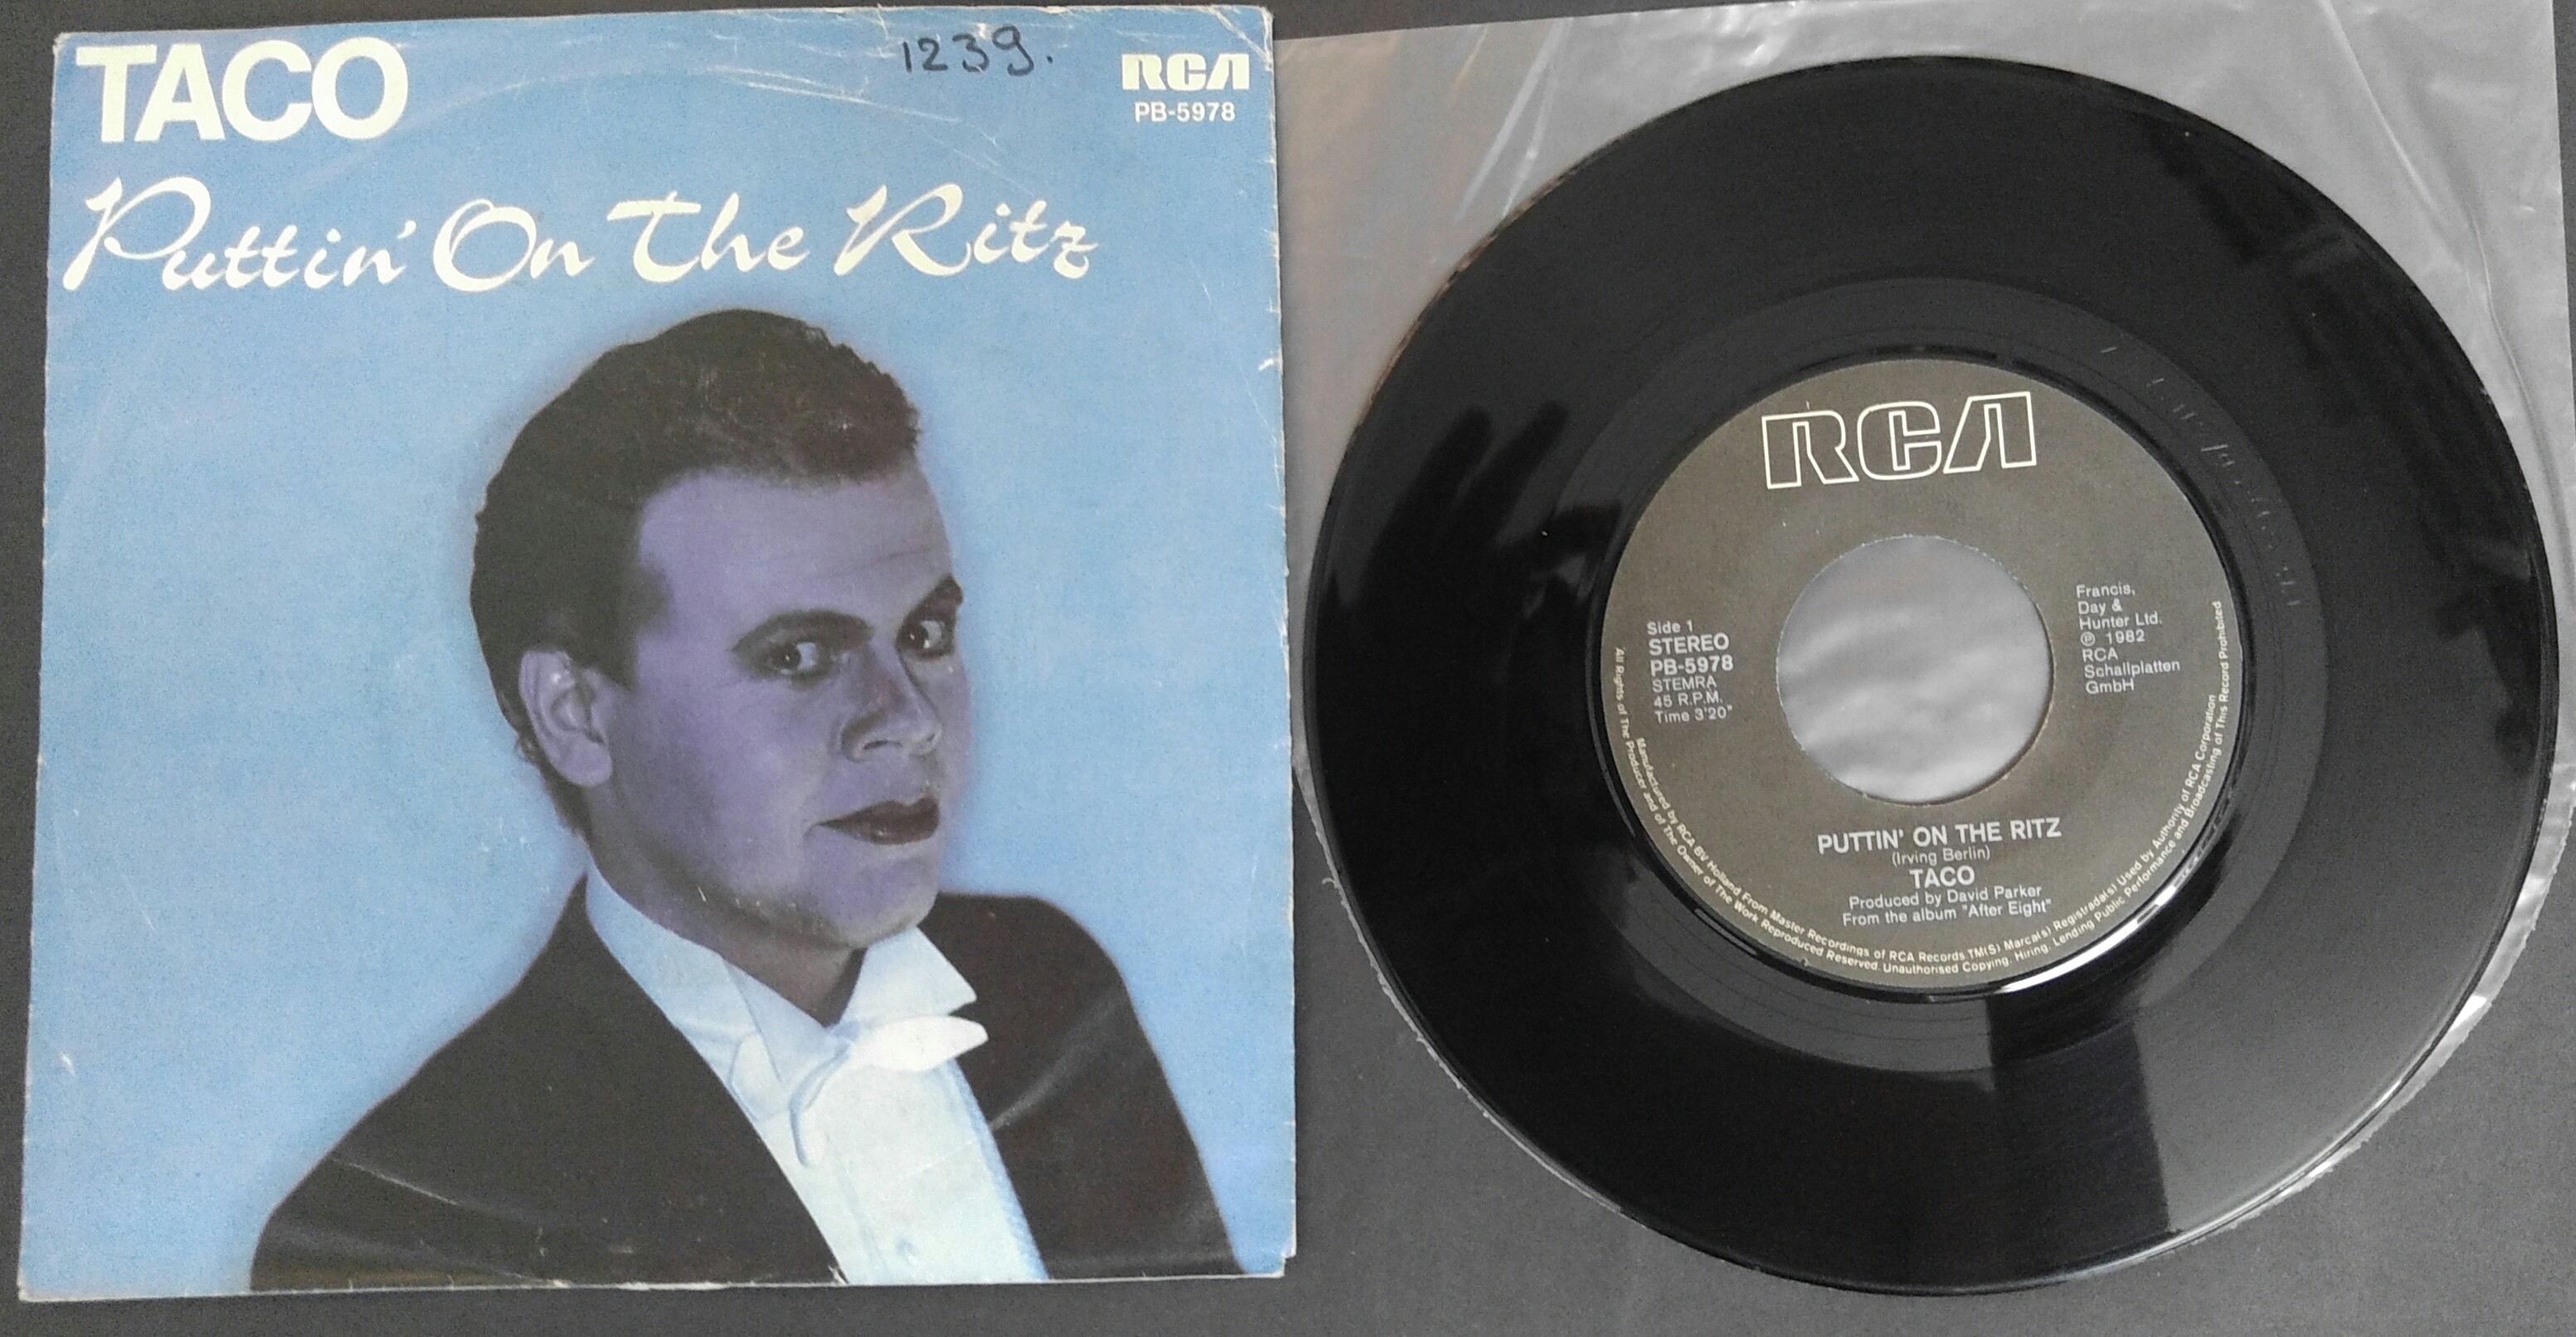 TACO
1239.
RCA
PB-5978
Puttin' On The Ritz
RCA
Side 1
STEREO
PB-5978
STEMRA
45 R.P.M.
Time 3'20"
Francis,
Day &
Hunter Ltd.
℗ 1982
RCA
Schallplatten
GmbH
PUTTIN' ON THE RITZ
(Irving Berlin)
TACO
Produced by David Parker
From the album "After Eight"
Manufactured by RCA BV Holland From Master Recordings of RCA Records TM(S) Marca(s) Registrada(s) Used by Authority of RCA Corporation
All Rights of The Producer and of The Owner of The Work Reproduced Reserved. Unauthorised Copying. Hiring. Lending Public Performance and Broadcasting of This Record Prohibited